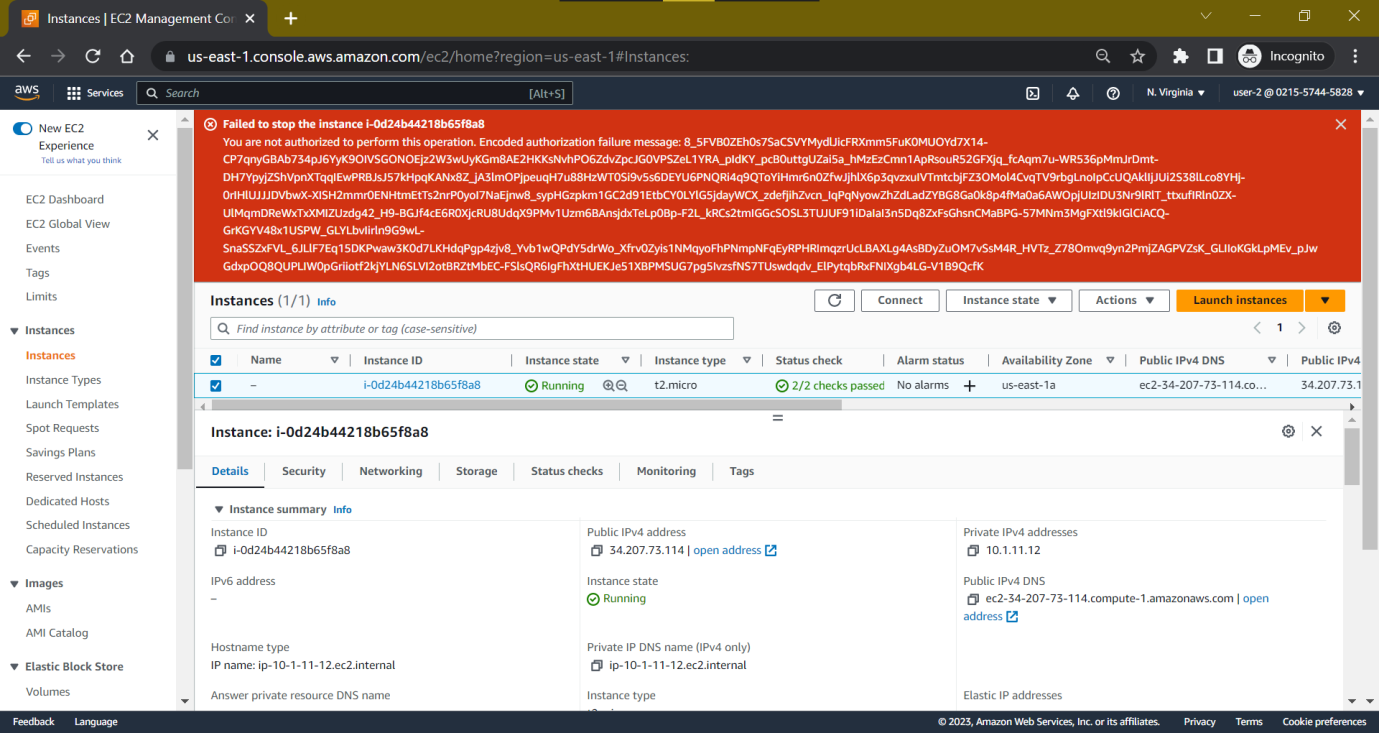 Instances | EC2 Management Con
us-east-1.console.aws.amazon.com/ec2/home?region=us-east-1#Instances:
Incognito
aws
Services
Search
[Alt+S]
N. Virginia
user-2 @ 0215-5744-5828
New EC2
Experience
Tell us what you think
EC2 Dashboard
EC2 Global View
Events
Tags
Limits
Instances
Instances
Instance Types
Launch Templates
Spot Requests
Savings Plans
Reserved Instances
Dedicated Hosts
Scheduled Instances
Capacity Reservations
Images
AMIs
AMI Catalog
Elastic Block Store
Volumes
Failed to stop the instance i-0d24b44218b65f8a8
You are not authorized to perform this operation. Encoded authorization failure message:
Instances (1/1) Info
Connect
Instance state
Actions
Launch instances
Find instance by attribute or tag (case-sensitive)
1
Name Instance ID Instance state Instance type Status check Alarm status Availability Zone Public IPv4 DNS Public IPv4
– i-0d24b44218b65f8a8 Running t2.micro 2/2 checks passed No alarms + us-east-1a ec2-34-207-73-114.co... 34.207.73.1
Instance: i-0d24b44218b65f8a8
Details Security Networking Storage Status checks Monitoring Tags
Instance summary Info
Instance ID
i-0d24b44218b65f8a8
Public IPv4 address
34.207.73.114 | open address
Private IPv4 addresses
10.1.11.12
IPv6 address
–
Instance state
Running
Public IPv4 DNS
ec2-34-207-73-114.compute-1.amazonaws.com | open
address
Hostname type
IP name: ip-10-1-11-12.ec2.internal
Private IP DNS name (IPv4 only)
ip-10-1-11-12.ec2.internal
Answer private resource DNS name
Instance type
Elastic IP addresses
Feedback Language
© 2023, Amazon Web Services, Inc. or its affiliates. Privacy Terms Cookie preferences